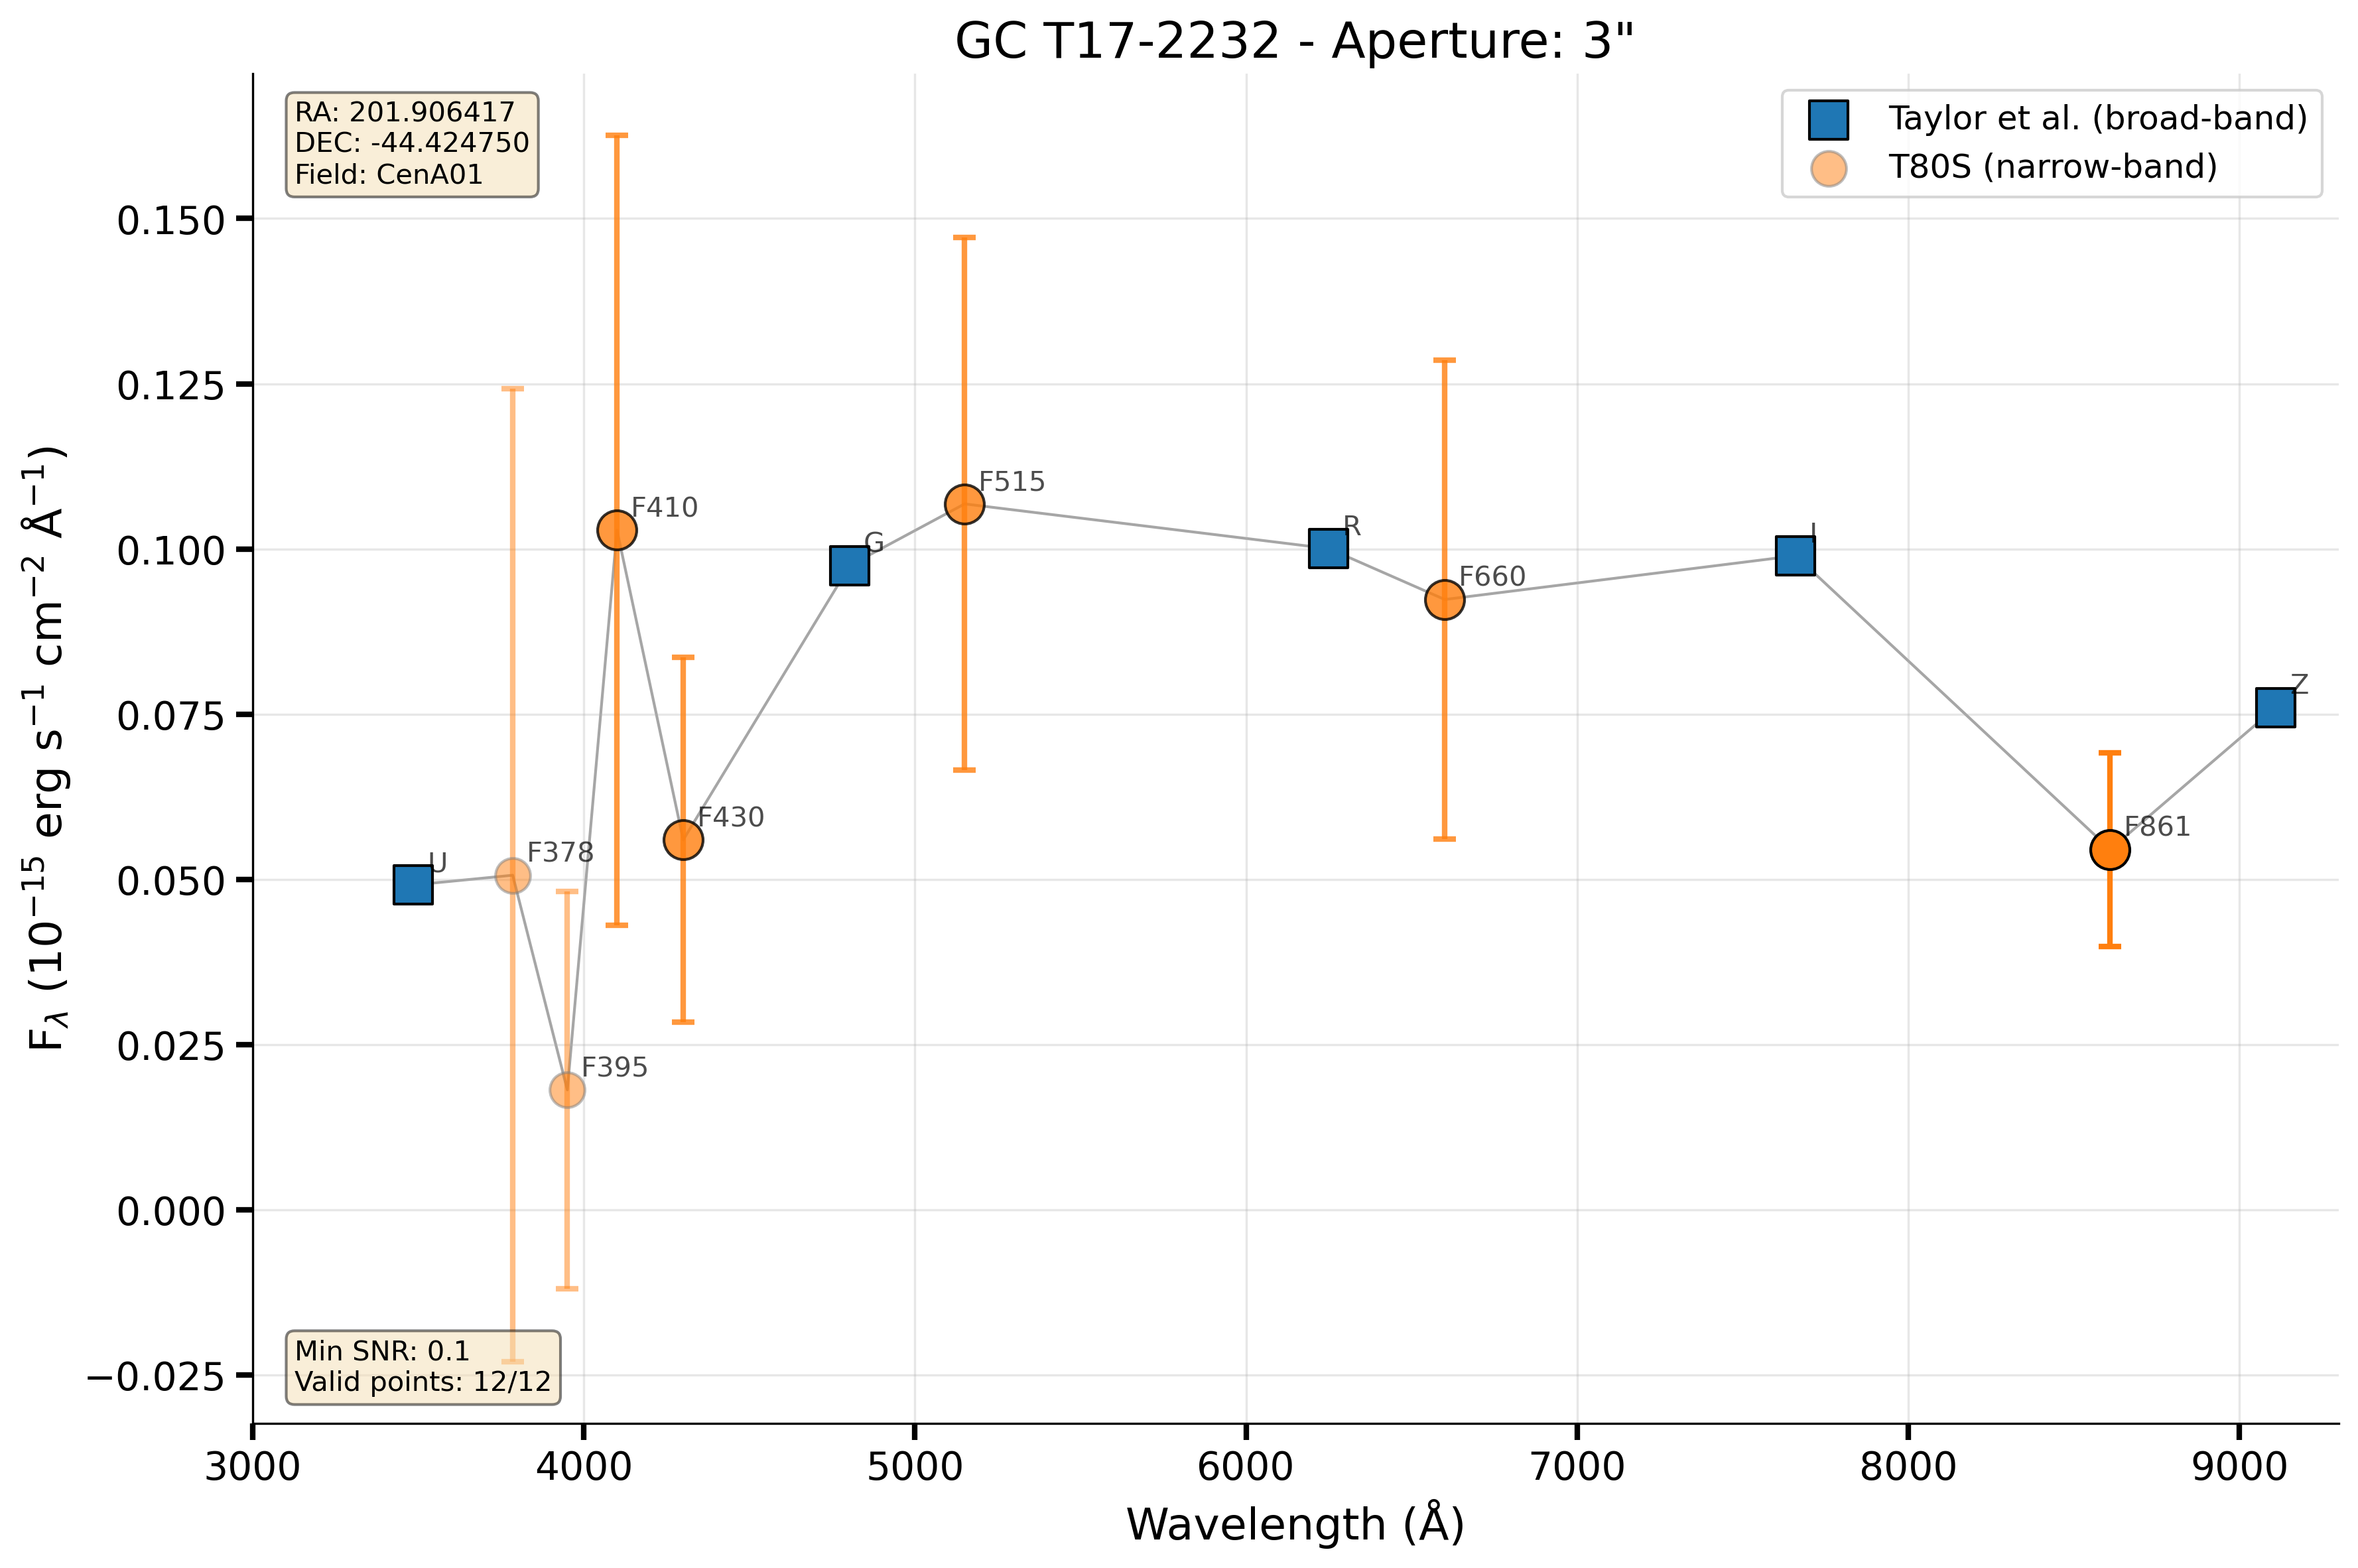 GC T17-2232 - Aperture: 3"
RA: 201.906417
DEC: -44.424750
Field: CenA01
Taylor et al. (broad-band)
T80S (narrow-band)
F410
F515
G
R
F660
I
Z
F378
U
F430
F861
F395
Min SNR: 0.1
Valid points: 12/12
0.150
0.125
0.100
0.075
0.050
0.025
0.000
−0.025
Fλ (10⁻¹⁵ erg s⁻¹ cm⁻² Å⁻¹)
3000 4000 5000 6000 7000 8000 9000
Wavelength (Å)